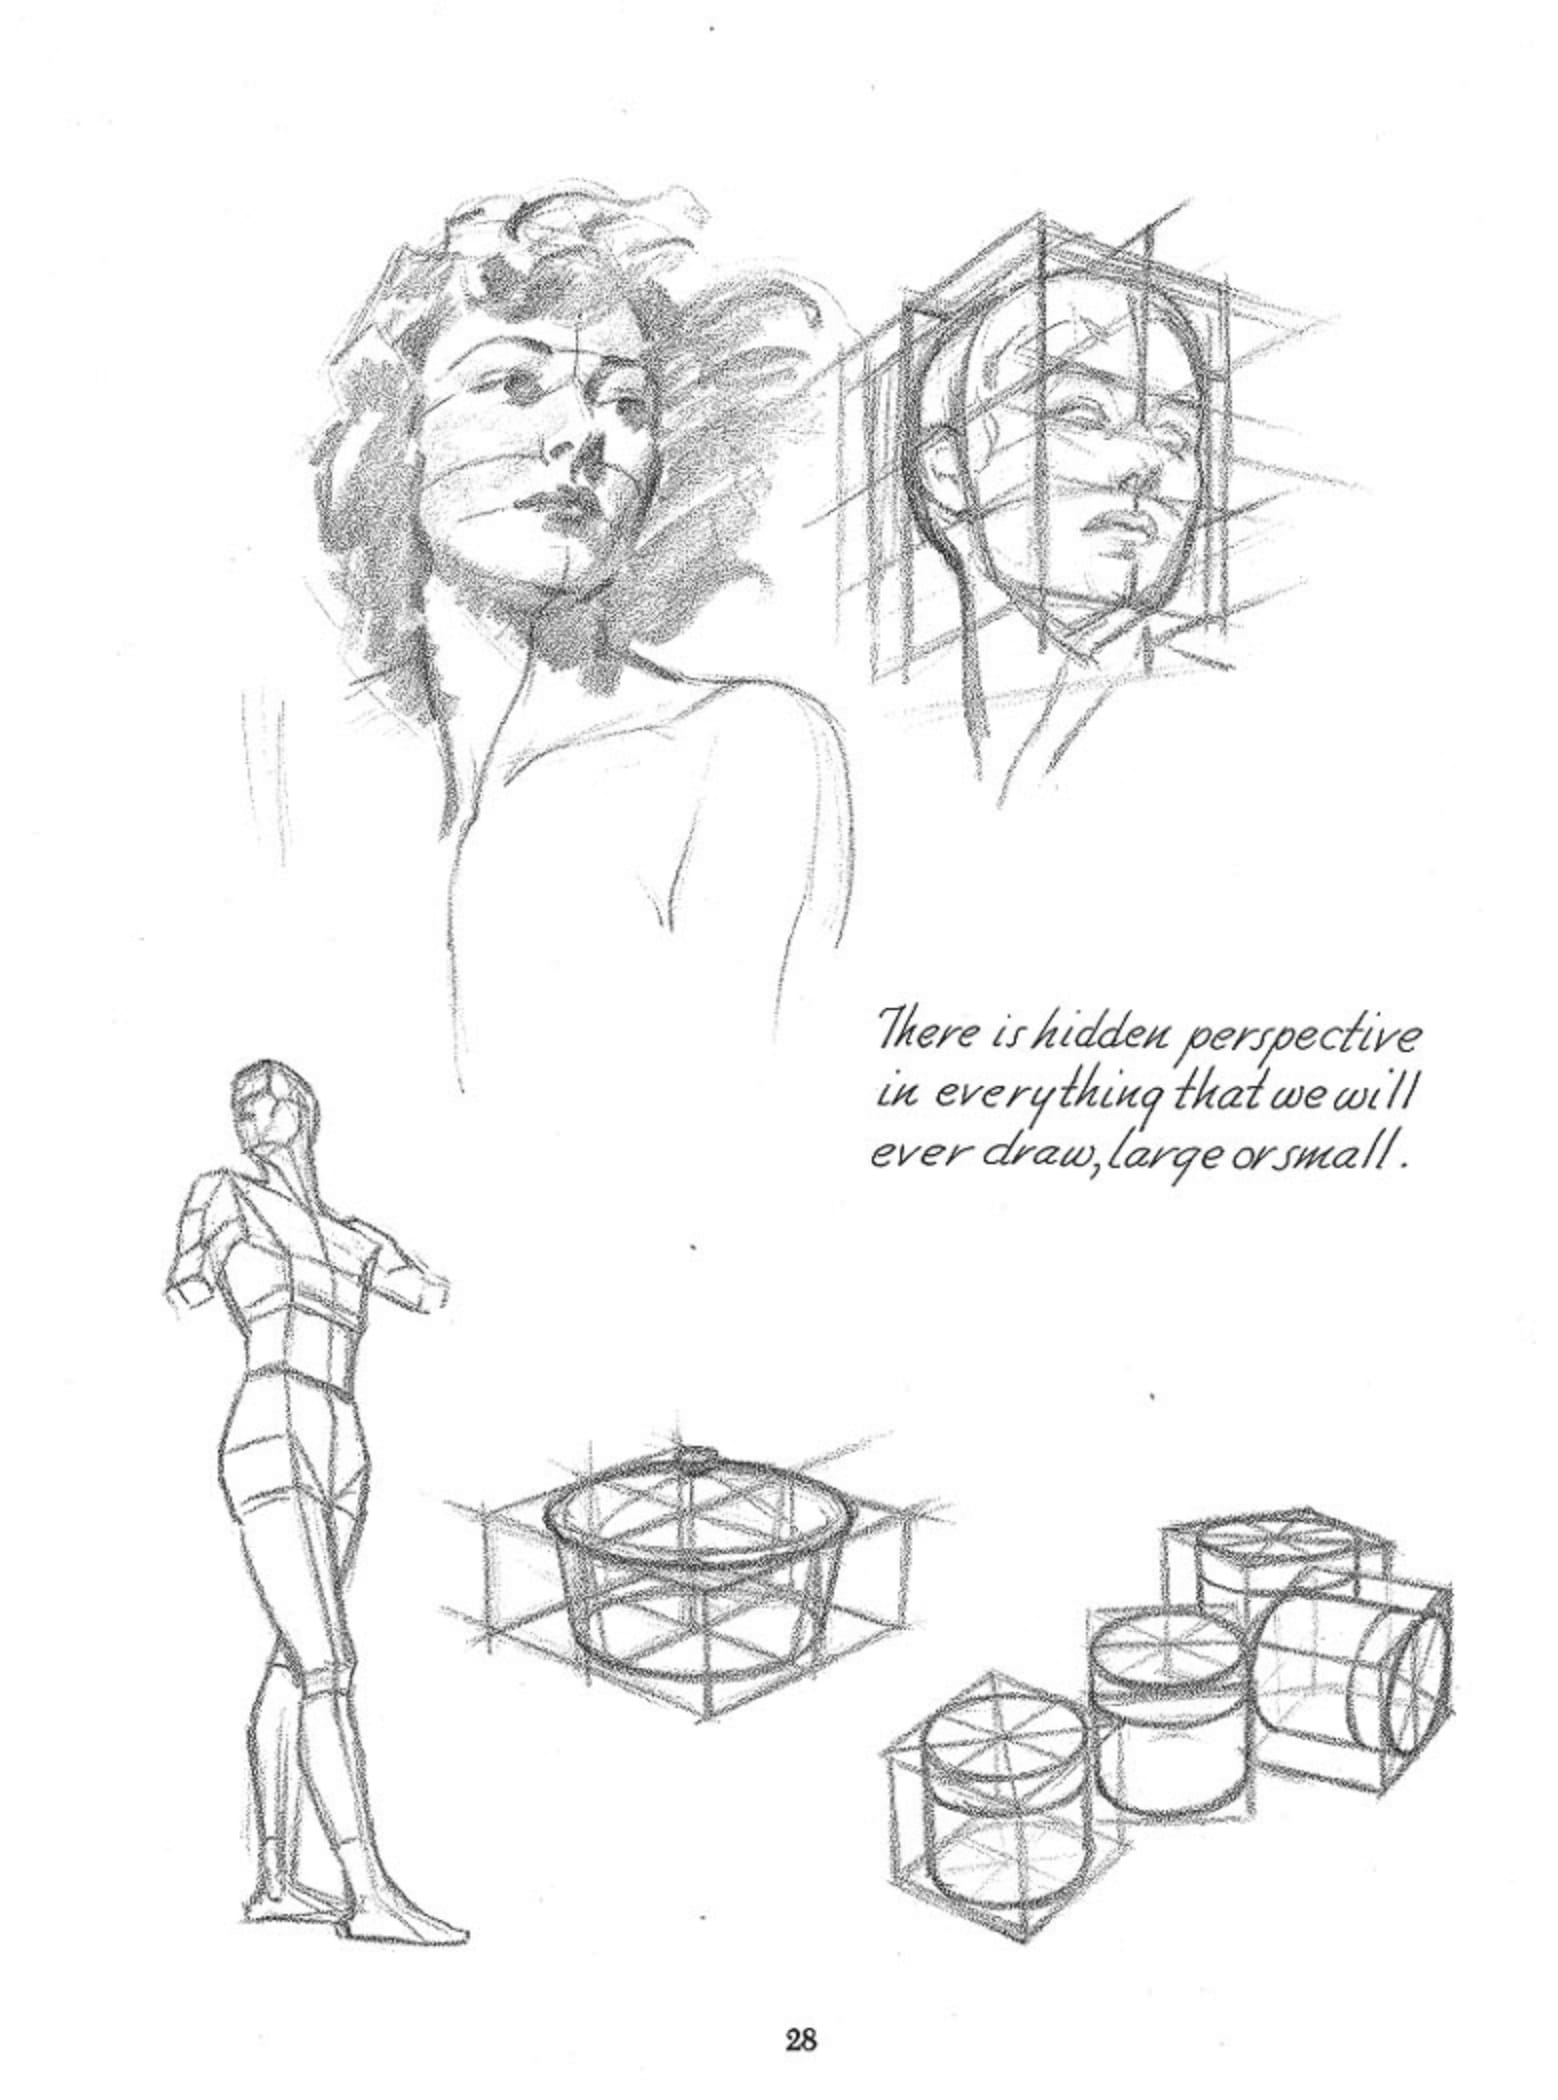 There is hidden perspective
in everything that we will
ever draw, large or small.
28